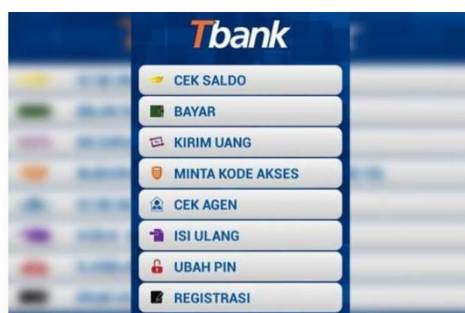 Tbank
CEK SALDO
BAYAR
KIRIM UANG
MINTA KODE AKSES
CEK AGEN
ISI ULANG
UBAH PIN
REGISTRASI